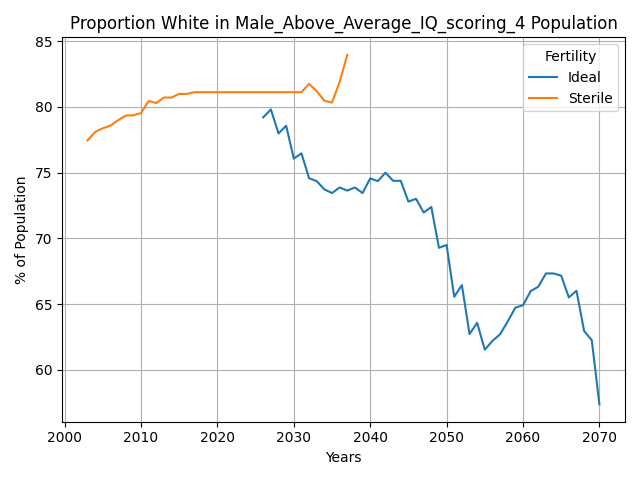 Proportion White in Male_Above_Average_IQ_scoring_4 Population
85
80
75
70
65
60
% of Population
Fertility
Ideal
Sterile
2000 2010 2020 2030 2040 2050 2060 2070
Years